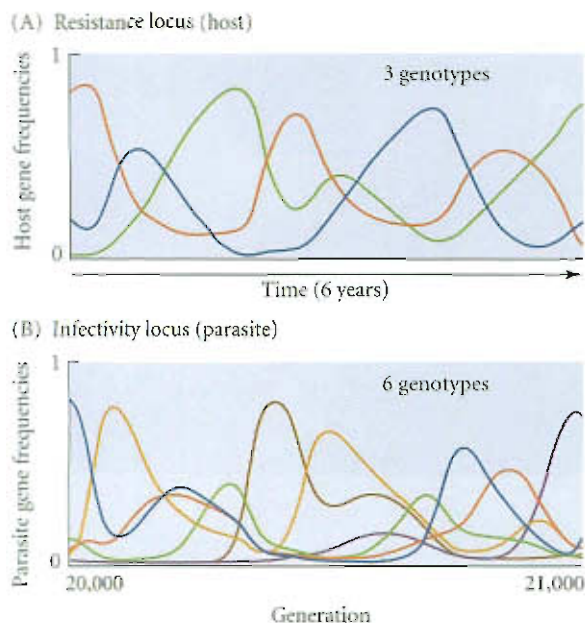 (A) Resistance locus (host)
1
3 genotypes
Host gene frequencies
0
Time (6 years)
(B) Infectivity locus (parasite)
1
6 genotypes
Parasite gene frequencies
0
20,000
21,000
Generation